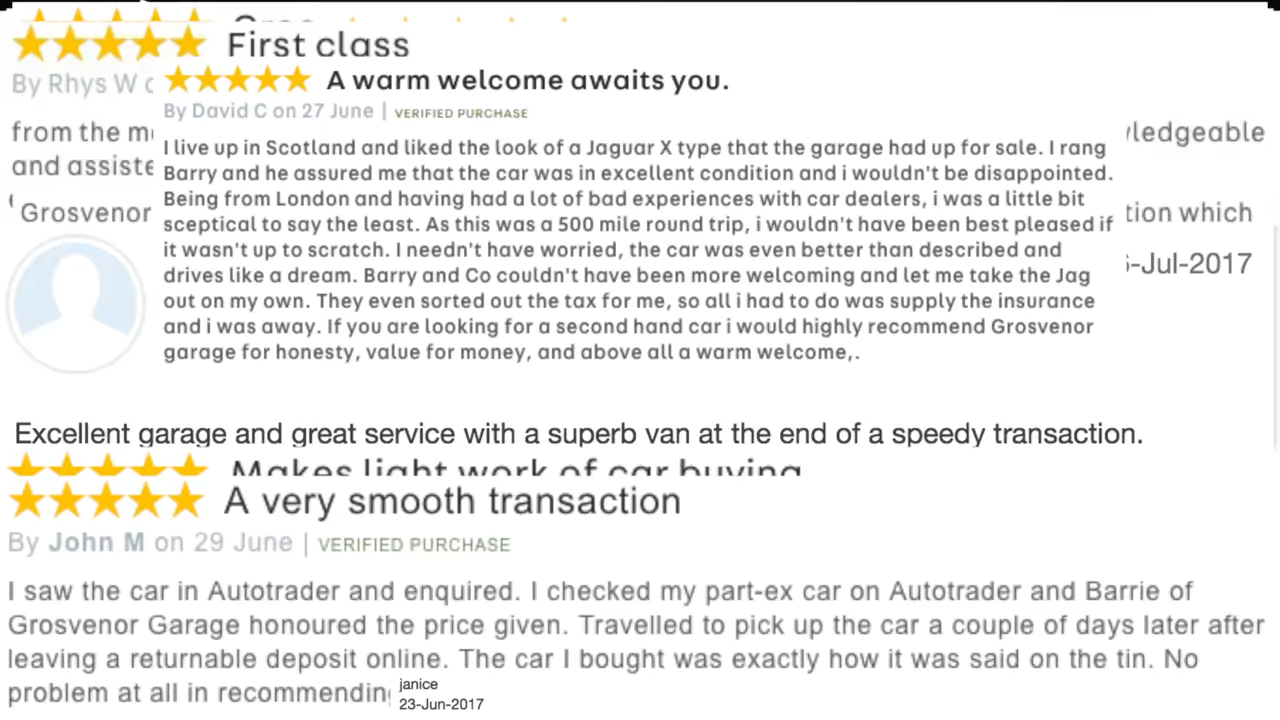 First class
By Rhys W
A warm welcome awaits you.
By David C on 27 June | VERIFIED PURCHASE
from the
and
I live up in Scotland and liked the look of a Jaguar X type that the garage had up for sale. I rang
Barry and he assured me that the car was in excellent condition and i wouldn't be disappointed.
Being from London and having had a lot of bad experiences with car dealers, i was a little bit
sceptical to say the least. As this was a 500 mile round trip, i wouldn't have been best pleased if
it wasn't up to scratch. I needn't have worried, the car was even better than described and
drives like a dream. Barry and Co couldn't have been more welcoming and let me take the Jag
out on my own. They even sorted out the tax for me, so all i had to do was supply the insurance
and i was away. If you are looking for a second hand car i would highly recommend Grosvenor
garage for honesty, value for money, and above all a warm welcome,.
Grosvenor
which
-Jul-2017
Excellent garage and great service with a superb van at the end of a speedy transaction.
Makes light work of car buying
A very smooth transaction
By John M on 29 June | VERIFIED PURCHASE
I saw the car in Autotrader and enquired. I checked my part-ex car on Autotrader and Barrie of
Grosvenor Garage honoured the price given. Travelled to pick up the car a couple of days later after
leaving a returnable deposit online. The car I bought was exactly how it was said on the tin. No
problem at all in recommendin
janice
23-Jun-2017